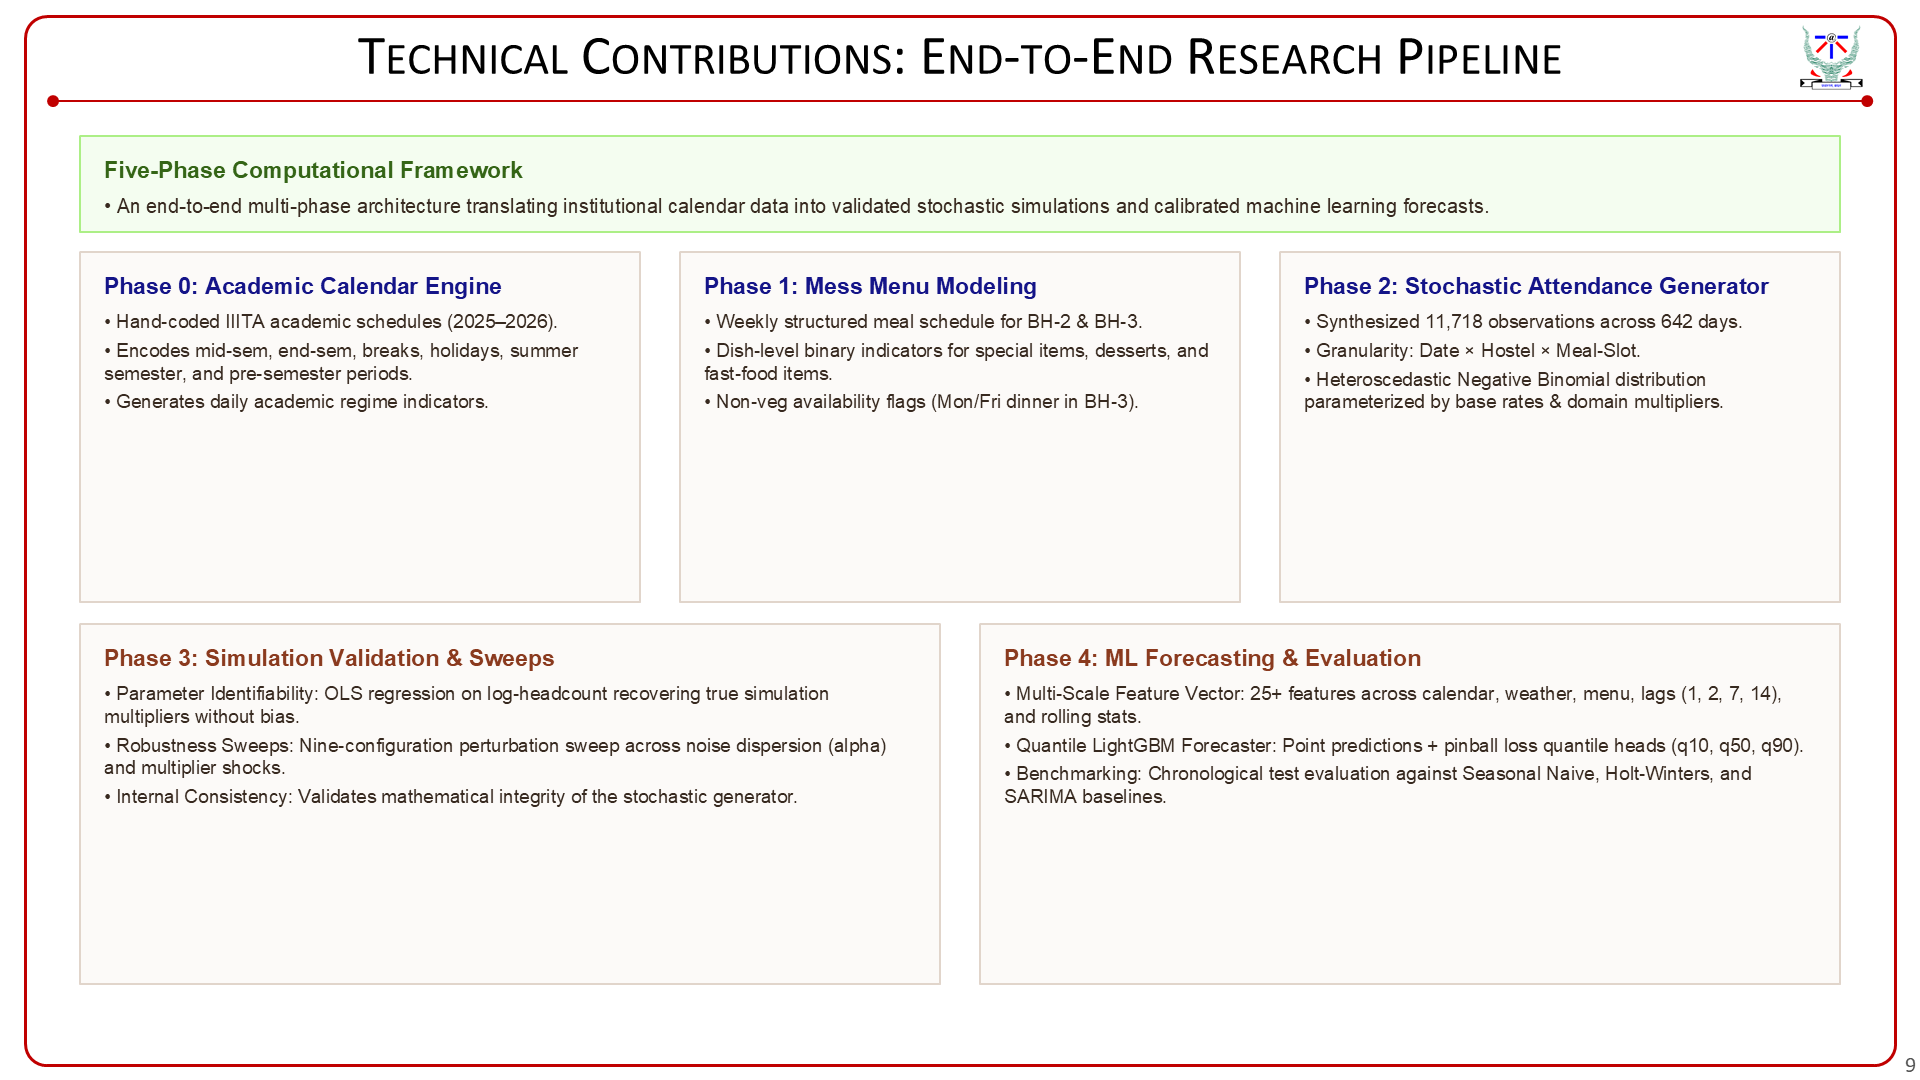 TECHNICAL CONTRIBUTIONS: END-TO-END RESEARCH PIPELINE
Five-Phase Computational Framework
• An end-to-end multi-phase architecture translating institutional calendar data into validated stochastic simulations and calibrated machine learning forecasts.
Phase 0: Academic Calendar Engine
• Hand-coded IIITA academic schedules (2025–2026).
• Encodes mid-sem, end-sem, breaks, holidays, summer
semester, and pre-semester periods.
• Generates daily academic regime indicators.
Phase 1: Mess Menu Modeling
• Weekly structured meal schedule for BH-2 & BH-3.
• Dish-level binary indicators for special items, desserts, and
fast-food items.
• Non-veg availability flags (Mon/Fri dinner in BH-3).
Phase 2: Stochastic Attendance Generator
• Synthesized 11,718 observations across 642 days.
• Granularity: Date × Hostel × Meal-Slot.
• Heteroscedastic Negative Binomial distribution
parameterized by base rates & domain multipliers.
Phase 3: Simulation Validation & Sweeps
• Parameter Identifiability: OLS regression on log-headcount recovering true simulation
multipliers without bias.
• Robustness Sweeps: Nine-configuration perturbation sweep across noise dispersion (alpha)
and multiplier shocks.
• Internal Consistency: Validates mathematical integrity of the stochastic generator.
Phase 4: ML Forecasting & Evaluation
• Multi-Scale Feature Vector: 25+ features across calendar, weather, menu, lags (1, 2, 7, 14),
and rolling stats.
• Quantile LightGBM Forecaster: Point predictions + pinball loss quantile heads (q10, q50, q90).
• Benchmarking: Chronological test evaluation against Seasonal Naive, Holt-Winters, and
SARIMA baselines.
9